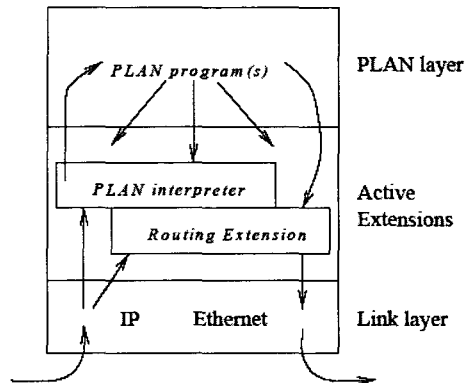 PLAN program(s)
PLAN layer
PLAN interpreter
Active
Extensions
Routing Extension
IP Ethernet
Link layer